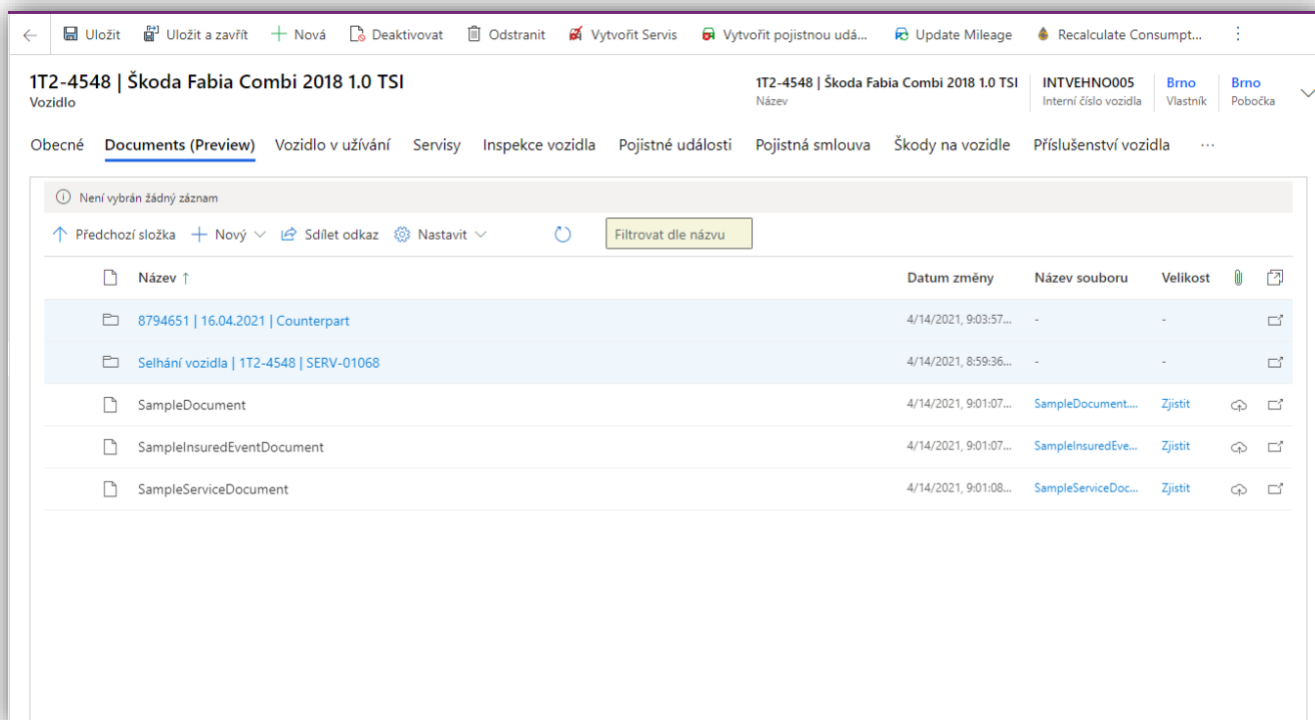 Uložit Uložit a zavřít Nová Deaktivovat Odstranit Vytvořit Servis Vytvořit pojistnou udá... Update Mileage Recalculate Consumpt...
1T2-4548 | Škoda Fabia Combi 2018 1.0 TSI 1T2-4548 | Škoda Fabia Combi 2018 1.0 TSI INTVEHNO005 Brno Brno
Vozidlo Název Interní číslo vozidla Vlastník Pobočka
Obecné Documents (Preview) Vozidlo v užívání Servisy Inspekce vozidla Pojistné události Pojistná smlouva Škody na vozidle Příslušenství vozidla ...
Není vybrán žádný záznam
Předchozí složka Nový Sdílet odkaz Nastavit Filtrovat dle názvu
Název ↑ Datum změny Název souboru Velikost
8794651 | 16.04.2021 | Counterpart 4/14/2021, 9:03:57... - -
Selhání vozidla | 1T2-4548 | SERV-01068 4/14/2021, 8:59:36... - -
SampleDocument 4/14/2021, 9:01:07... SampleDocument.... Zjistit
SampleInsuredEventDocument 4/14/2021, 9:01:07... SampleInsuredEve... Zjistit
SampleServiceDocument 4/14/2021, 9:01:08... SampleServiceDoc... Zjistit